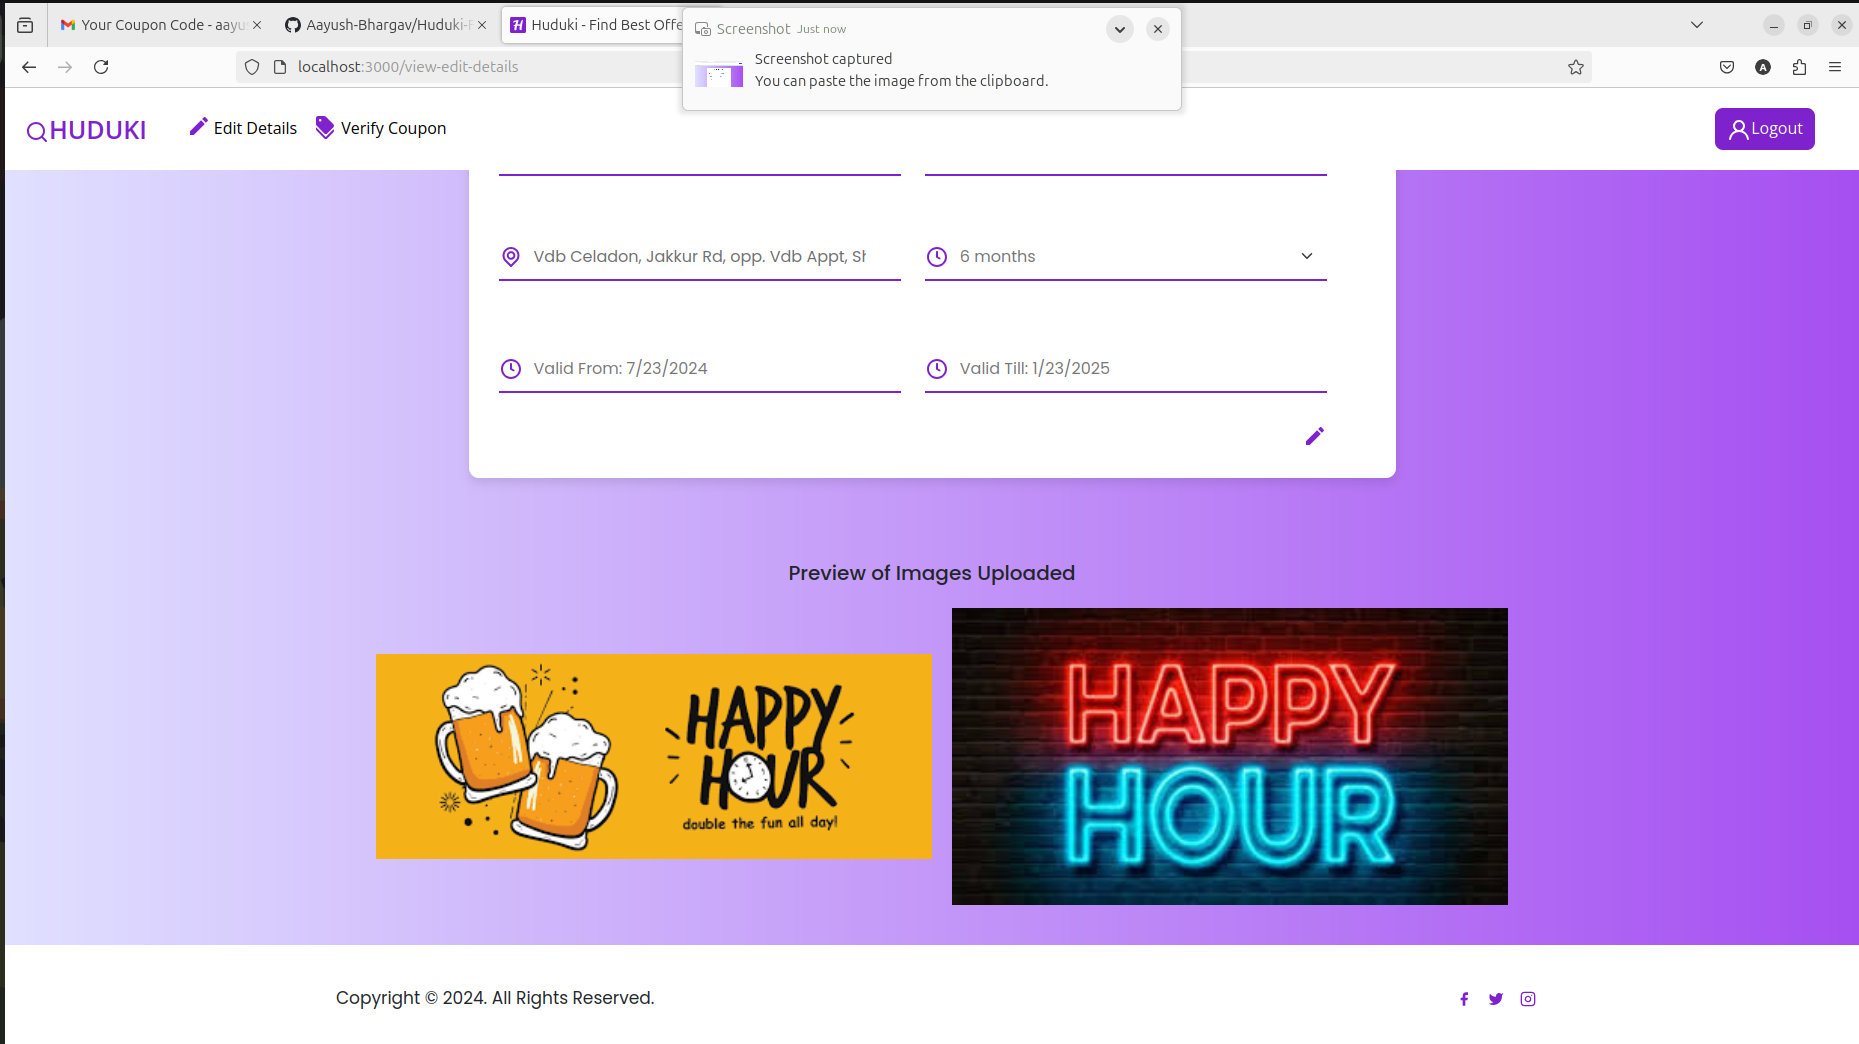 Your Coupon Code - aayu
Aayush-Bhargav/Huduki-F
Huduki - Find Best Offe
Screenshot Just now
Screenshot captured
You can paste the image from the clipboard.
localhost:3000/view-edit-details
HUDUKI
Edit Details
Verify Coupon
Logout
Vdb Celadon, Jakkur Rd, opp. Vdb Appt, Sh
6 months
Valid From: 7/23/2024
Valid Till: 1/23/2025
Preview of Images Uploaded
HAPPY
HOUR
double the fun all day!
HAPPY
HOUR
Copyright © 2024. All Rights Reserved.